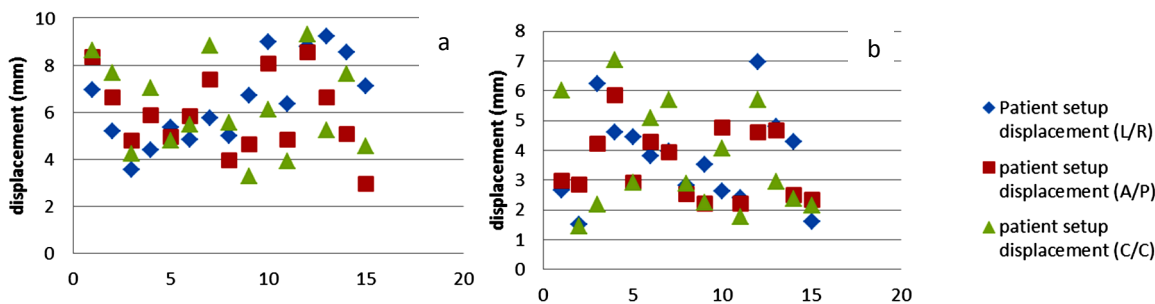 a
displacement (mm)
10
8
6
4
2
0
0 5 10 15 20
b
displacement (mm)
8
7
6
5
4
3
2
1
0
0 5 10 15 20
Patient setup
displacement (L/R)
patient setup
displacement (A/P)
patient setup
displacement (C/C)